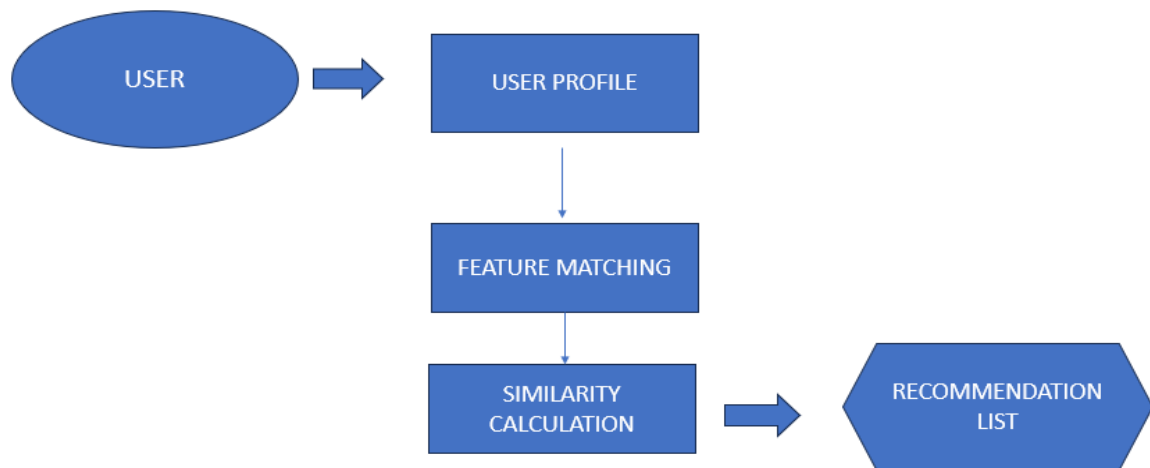 USER
USER PROFILE
FEATURE MATCHING
SIMILARITY
CALCULATION
RECOMMENDATION
LIST